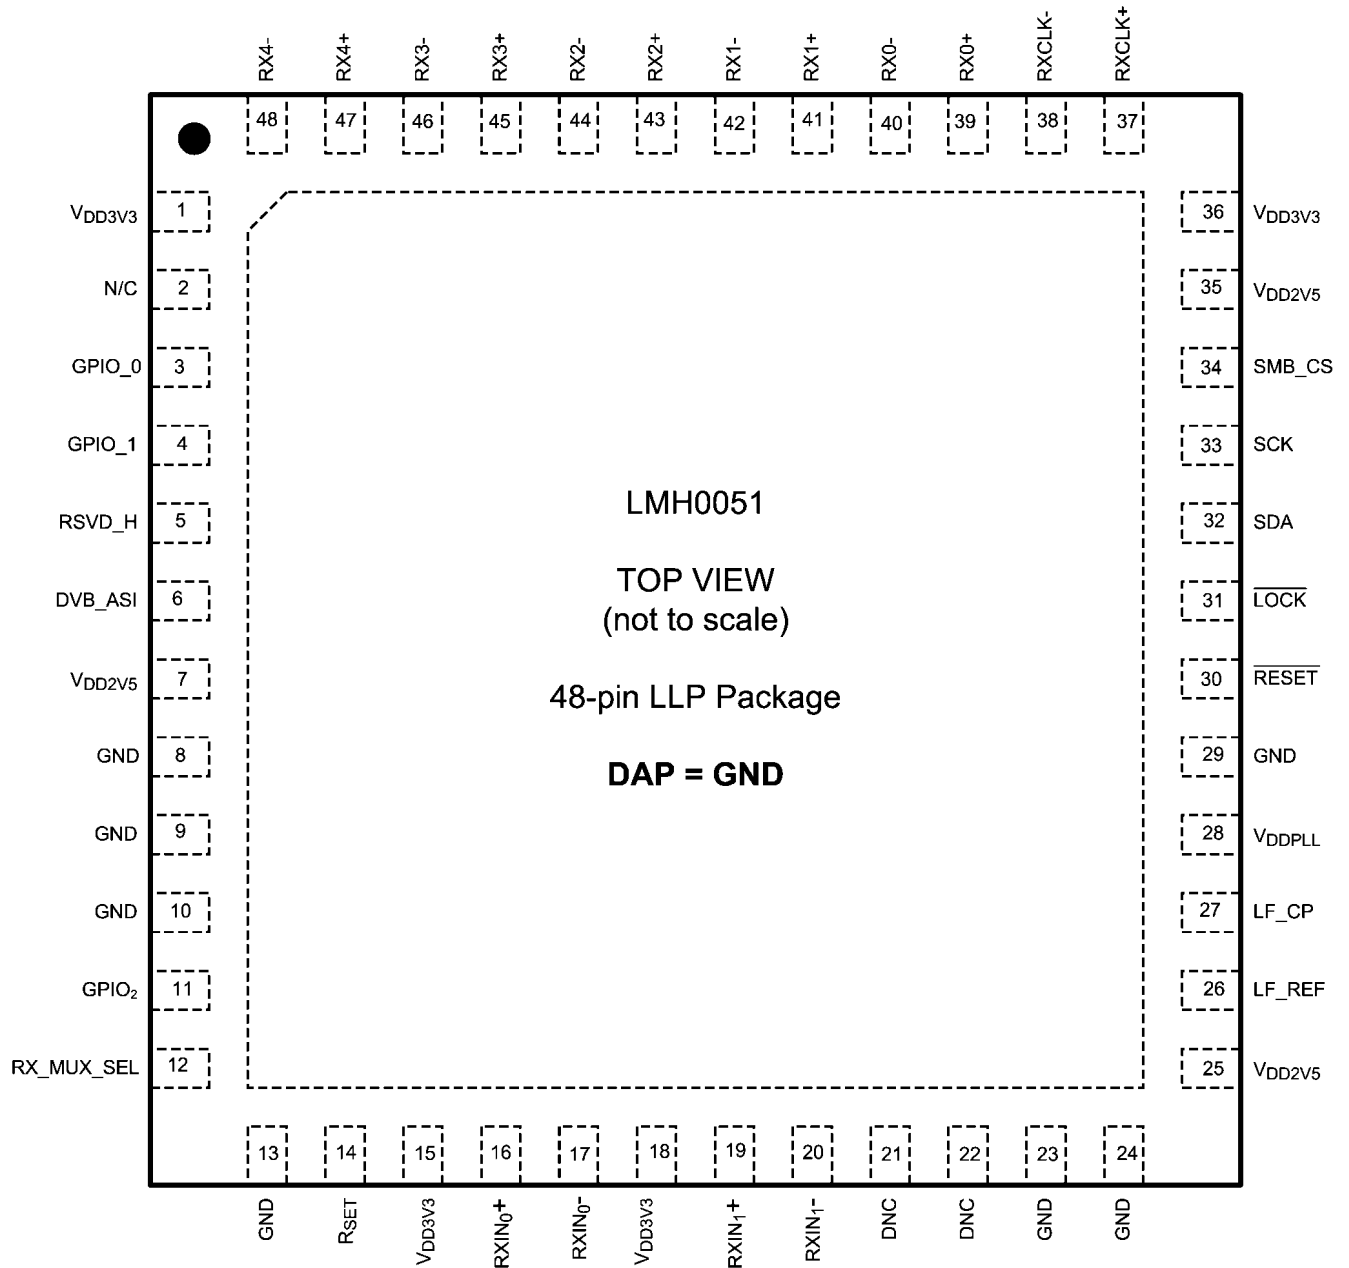 RX4-
RX4+
RX3-
RX3+
RX2-
RX2+
RX1-
RX1+
RX0-
RX0+
RXCLK-
RXCLK+
48 47 46 45 44 43 42 41 40 39 38 37
VDD3V3 1
36 VDD3V3
N/C 2
35 VDD2V5
GPIO_0 3
34 SMB_CS
GPIO_1 4
33 SCK
RSVD_H 5
32 SDA
DVB_ASI 6
31 LOCK
VDD2V5 7
30 RESET
GND 8
29 GND
GND 9
28 VDDPLL
GND 10
27 LF_CP
GPIO₂ 11
26 LF_REF
RX_MUX_SEL 12
25 VDD2V5
LMH0051
TOP VIEW
(not to scale)
48-pin LLP Package
DAP = GND
13 14 15 16 17 18 19 20 21 22 23 24
GND
RSET
VDD3V3
RXIN₀+
RXIN₀-
VDD3V3
RXIN₁+
RXIN₁-
DNC
DNC
GND
GND